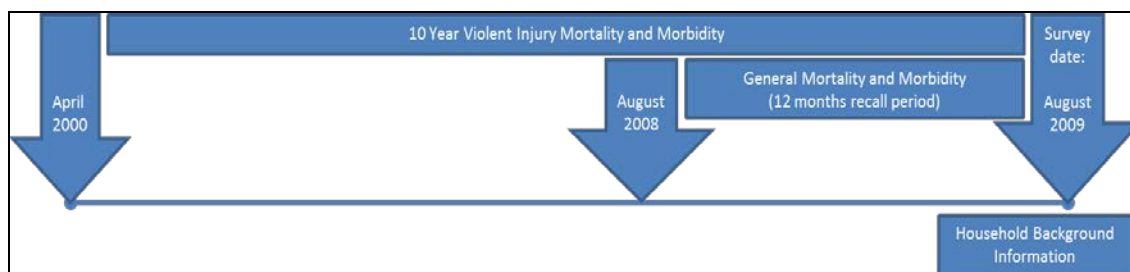 10 Year Violent Injury Mortality and Morbidity
Survey
date:
August
2009
General Mortality and Morbidity
(12 months recall period)
April
2000
August
2008
Household Background
Information